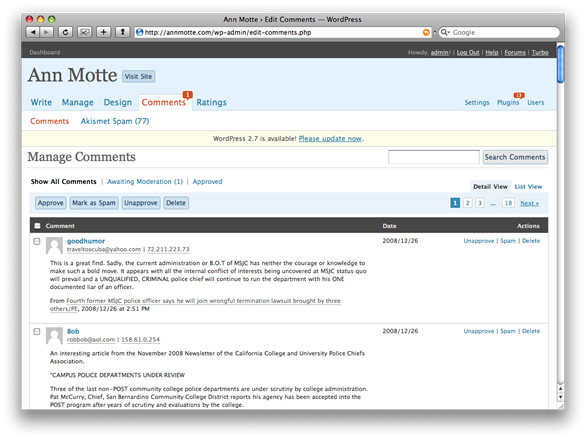 Ann Motte › Edit Comments — WordPress
http://annmotte.com/wp-admin/edit-comments.php
Google
Dashboard
Howdy, admin! | Log Out | Help | Forums | Turbo
Ann Motte Visit Site
1
13
Write Manage Design Comments Ratings
Settings Plugins Users
Comments Akismet Spam (77)
WordPress 2.7 is available! Please update now.
Manage Comments
Search Comments
Show All Comments | Awaiting Moderation (1) | Approved
Detail View List View
Approve Mark as Spam Unapprove Delete
1 2 3 ... 18 Next »
Comment Date Actions
goodhumor 2008/12/26 Unapprove | Spam | Delete
traveltoscuba@yahoo.com | 72.211.223.73
This is a great find. Sadly, the current administration or B.O.T of MSJC has neither the courage or knowledge to
make such a bold move. It appears with all the internal conflict of interests being uncovered at MSJC status quo
will prevail and a UNQUALIFIED, CRIMINAL police chief will continue to run the department with his ONE
documented liar of an officer.
From Fourth former MSJC police officer says he will join wrongful termination lawsuit brought by three
others/PE, 2008/12/26 at 2:51 PM
Bob 2008/12/26 Unapprove | Spam | Delete
robbob@aol.com | 158.61.0.254
An interesting article from the November 2008 Newsletter of the California College and University Police Chiefs
Association.
"CAMPUS POLICE DEPARTMENTS UNDER REVIEW
Three of the last non-POST community college police departments are under scrutiny by college administration.
Pat McCurry, Chief, San Bernardino Community College District reports his agency has been accepted into the
POST program after years of scrutiny and evaluations by the college.